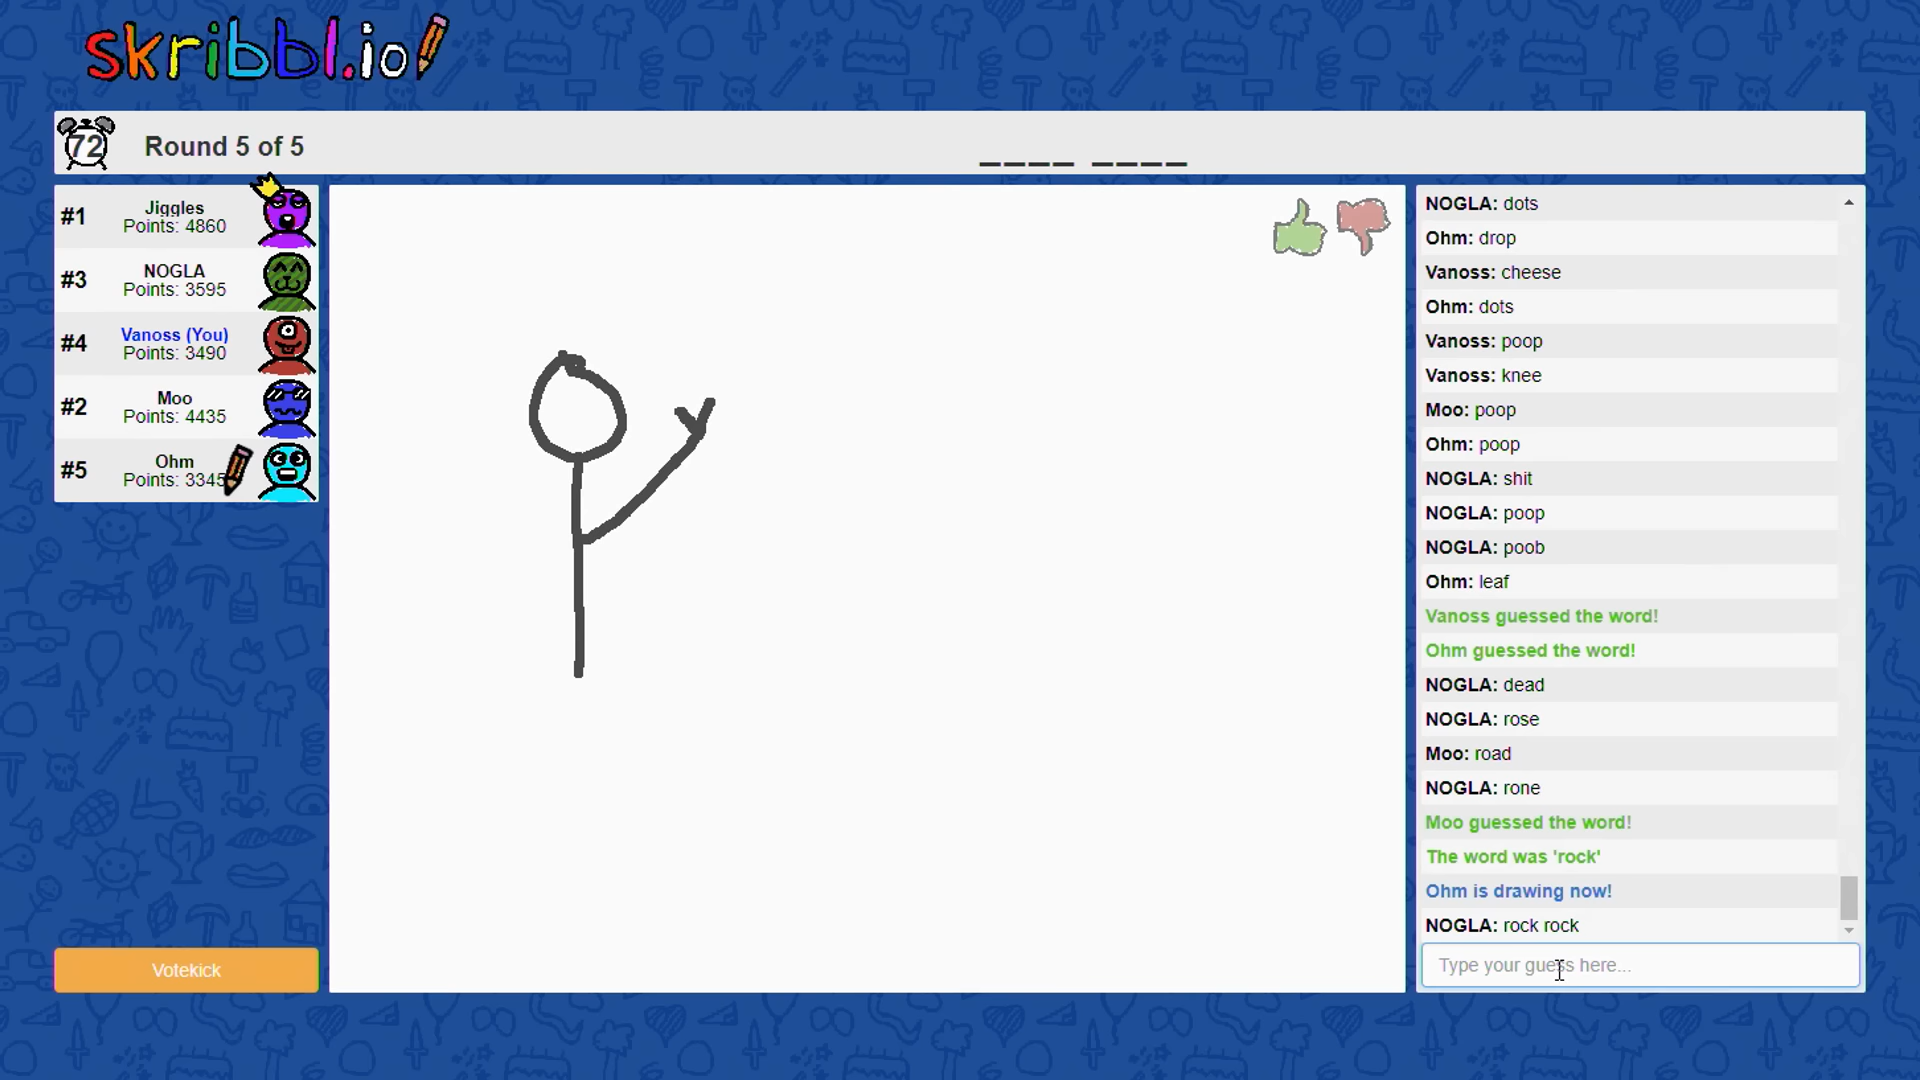 skribbl.io
72
Round 5 of 5
____ ____
#1
Jiggles
Points: 4860
#3
NOGLA
Points: 3595
#4
Vanoss (You)
Points: 3490
#2
Moo
Points: 4435
#5
Ohm
Points: 3345
Votekick
NOGLA: dots
Ohm: drop
Vanoss: cheese
Ohm: dots
Vanoss: poop
Vanoss: knee
Moo: poop
Ohm: poop
NOGLA: shit
NOGLA: poop
NOGLA: poob
Ohm: leaf
Vanoss guessed the word!
Ohm guessed the word!
NOGLA: dead
NOGLA: rose
Moo: road
NOGLA: rone
Moo guessed the word!
The word was 'rock'
Ohm is drawing now!
NOGLA: rock rock
Type your guess here...